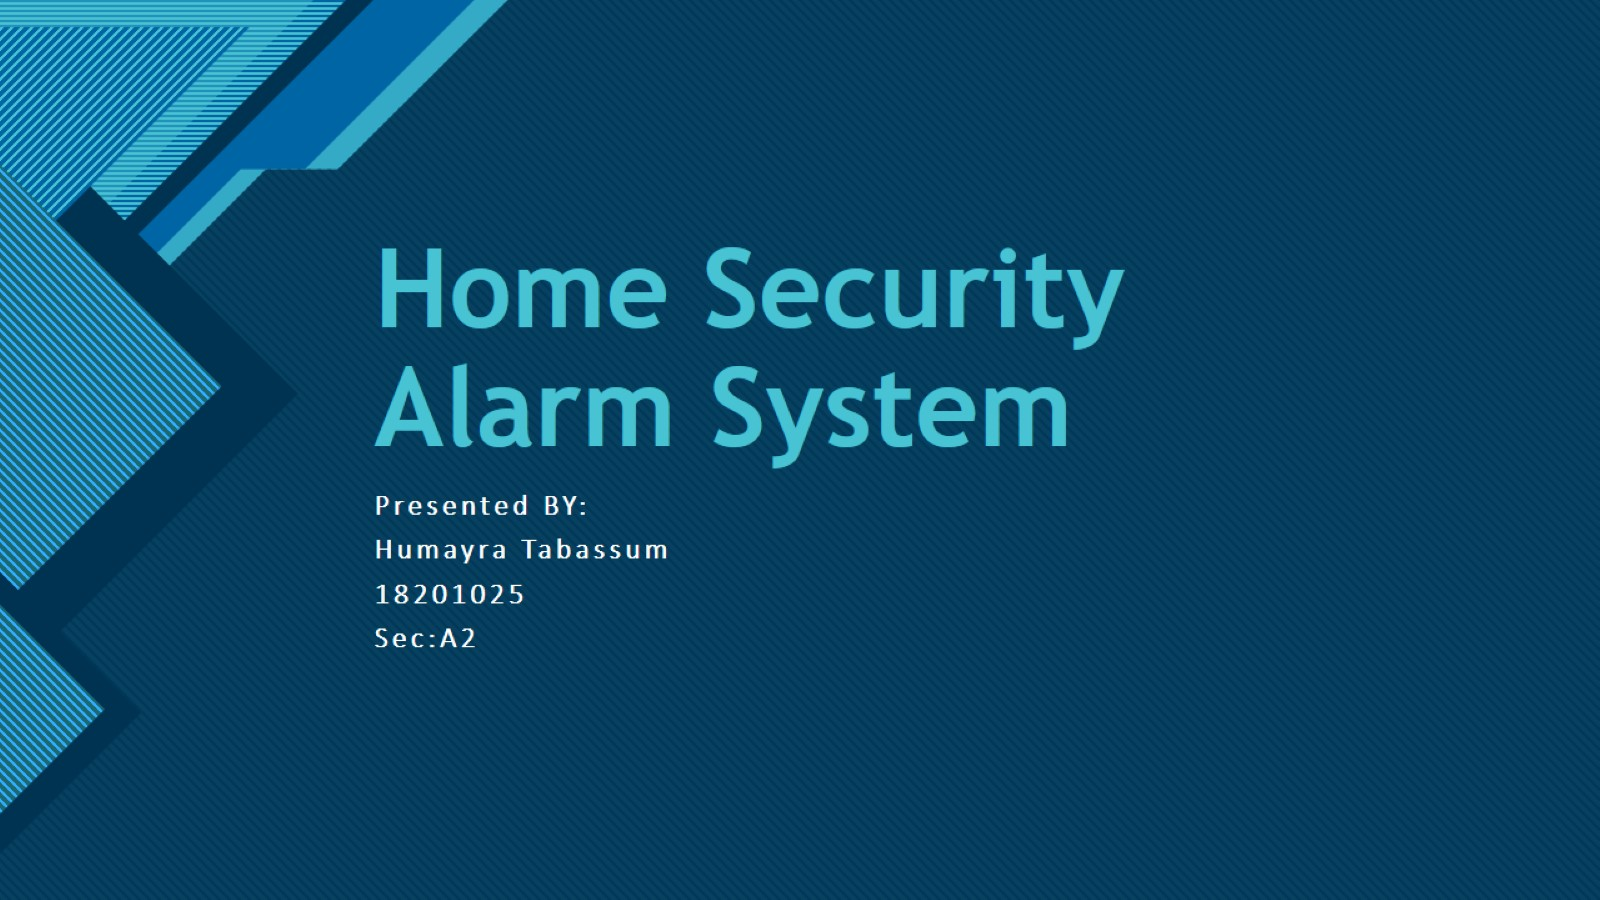 Home Security
Alarm System
Presented BY:
Humayra Tabassum
18201025
Sec:A2